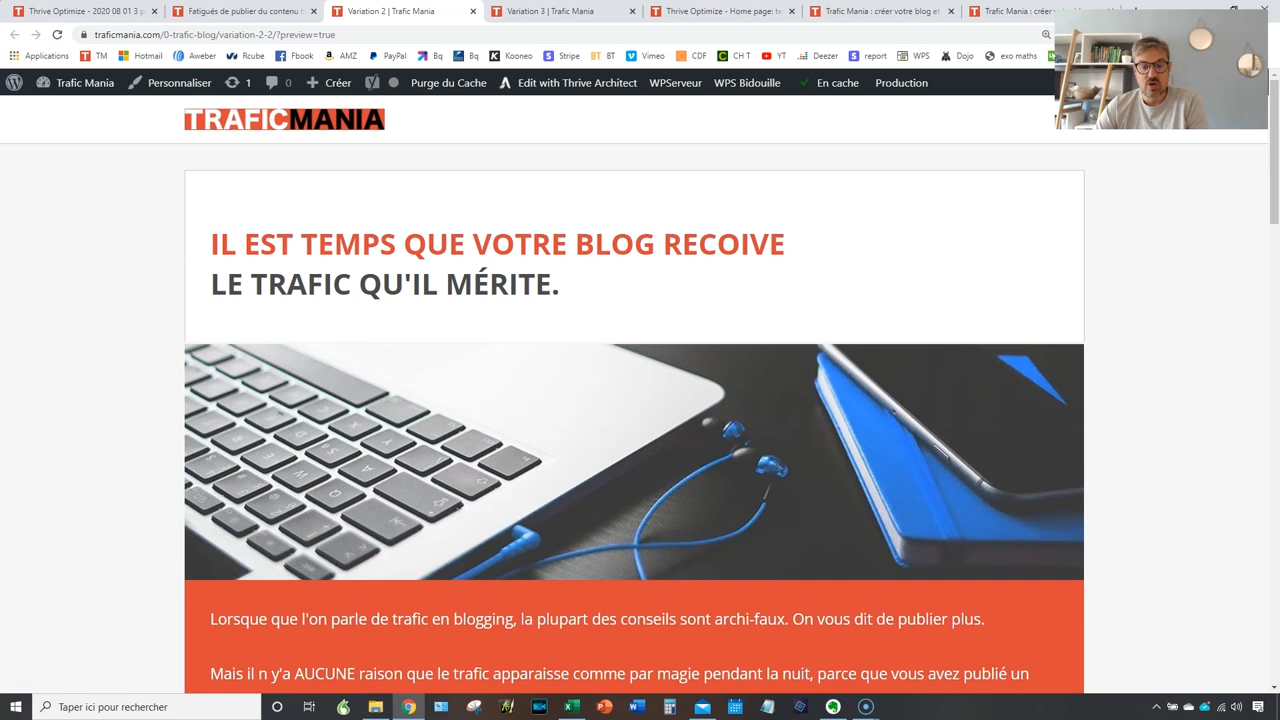 Thrive Optimize - 2020 08 01 3 p
Fatigués de publier du contenu t
Variation 2 | Trafic Mania
Variation 3 | Trafic Mania
Thrive Optimize - Home page: te
Trafic Mania : créer votre blog et
Trafic Mania : crée
traficmania.com/0-trafic-blog/variation-2-2/?preview=true
Applications TM Hotmail Aweber Rcube Fbook AMZ PayPal Bq Bq Kooneo Stripe BT BT Vimeo CDF CH T YT Deezer report WPS Dojo exo maths
Trafic Mania Personnaliser 1 0 Créer Purge du Cache Edit with Thrive Architect WPServeur WPS Bidouille En cache Production
TRAFICMANIA
IL EST TEMPS QUE VOTRE BLOG RECOIVE
LE TRAFIC QU'IL MÉRITE.
Lorsque que l'on parle de trafic en blogging, la plupart des conseils sont archi-faux. On vous dit de publier plus.
Mais il n y'a AUCUNE raison que le trafic apparaisse comme par magie pendant la nuit, parce que vous avez publié un
Taper ici pour rechercher